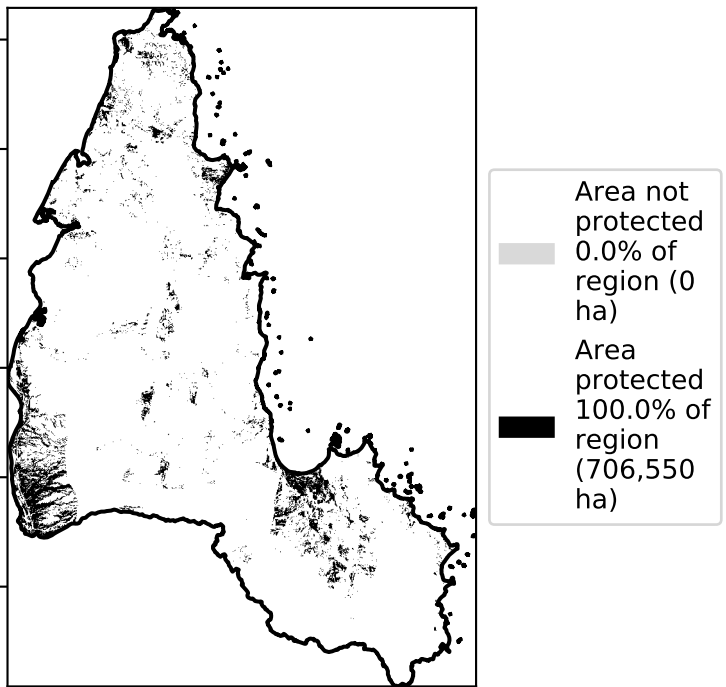 Area not
protected
0.0% of
region (0
ha)
Area
protected
100.0% of
region
(706,550
ha)